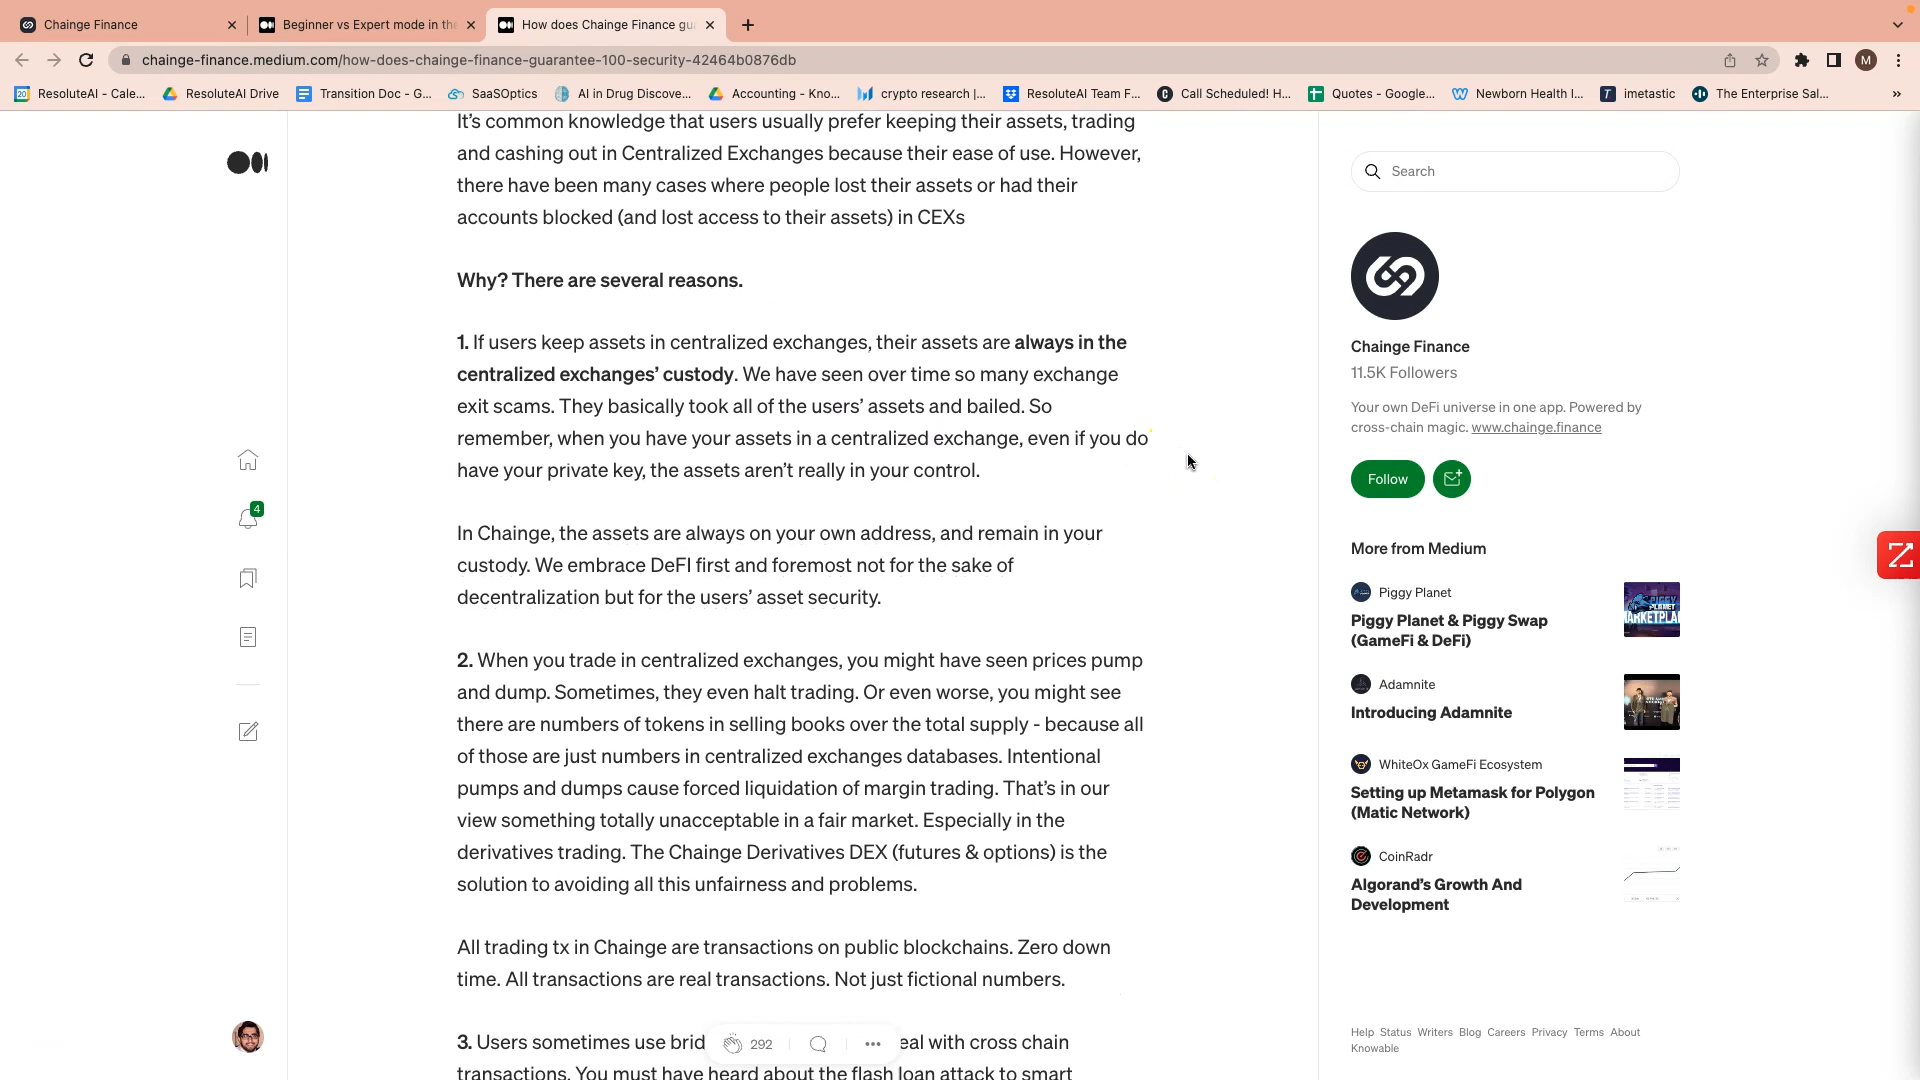 Chainge Finance
Beginner vs Expert mode in the
How does Chainge Finance gu
chainge-finance.medium.com/how-does-chainge-finance-guarantee-100-security-42464b0876db
M
20 ResoluteAI - Cale...
ResoluteAI Drive
Transition Doc - G...
SaaSOptics
AI in Drug Discove...
Accounting - Kno...
crypto research |...
ResoluteAI Team F...
Call Scheduled! H...
Quotes - Google...
Newborn Health I...
imetastic
The Enterprise Sal...
»
It's common knowledge that users usually prefer keeping their assets, trading
and cashing out in Centralized Exchanges because their ease of use. However,
there have been many cases where people lost their assets or had their
accounts blocked (and lost access to their assets) in CEXs
Why? There are several reasons.
1. If users keep assets in centralized exchanges, their assets are always in the
centralized exchanges' custody. We have seen over time so many exchange
exit scams. They basically took all of the users' assets and bailed. So
remember, when you have your assets in a centralized exchange, even if you do
have your private key, the assets aren't really in your control.
In Chainge, the assets are always on your own address, and remain in your
custody. We embrace DeFI first and foremost not for the sake of
decentralization but for the users' asset security.
2. When you trade in centralized exchanges, you might have seen prices pump
and dump. Sometimes, they even halt trading. Or even worse, you might see
there are numbers of tokens in selling books over the total supply - because all
of those are just numbers in centralized exchanges databases. Intentional
pumps and dumps cause forced liquidation of margin trading. That's in our
view something totally unacceptable in a fair market. Especially in the
derivatives trading. The Chainge Derivatives DEX (futures & options) is the
solution to avoiding all this unfairness and problems.
All trading tx in Chainge are transactions on public blockchains. Zero down
time. All transactions are real transactions. Not just fictional numbers.
3. Users sometimes use brid
eal with cross chain
transactions. You must have heard about the flash loan attack to smart
292
4
Search
Chainge Finance
11.5K Followers
Your own DeFi universe in one app. Powered by
cross-chain magic. www.chainge.finance
Follow
More from Medium
Piggy Planet
Piggy Planet & Piggy Swap
(GameFi & DeFi)
PIGGY
PLANET
MARKETPLA
Adamnite
Introducing Adamnite
WhiteOx GameFi Ecosystem
Setting up Metamask for Polygon
(Matic Network)
CoinRadr
Algorand's Growth And
Development
Help Status Writers Blog Careers Privacy Terms About
Knowable